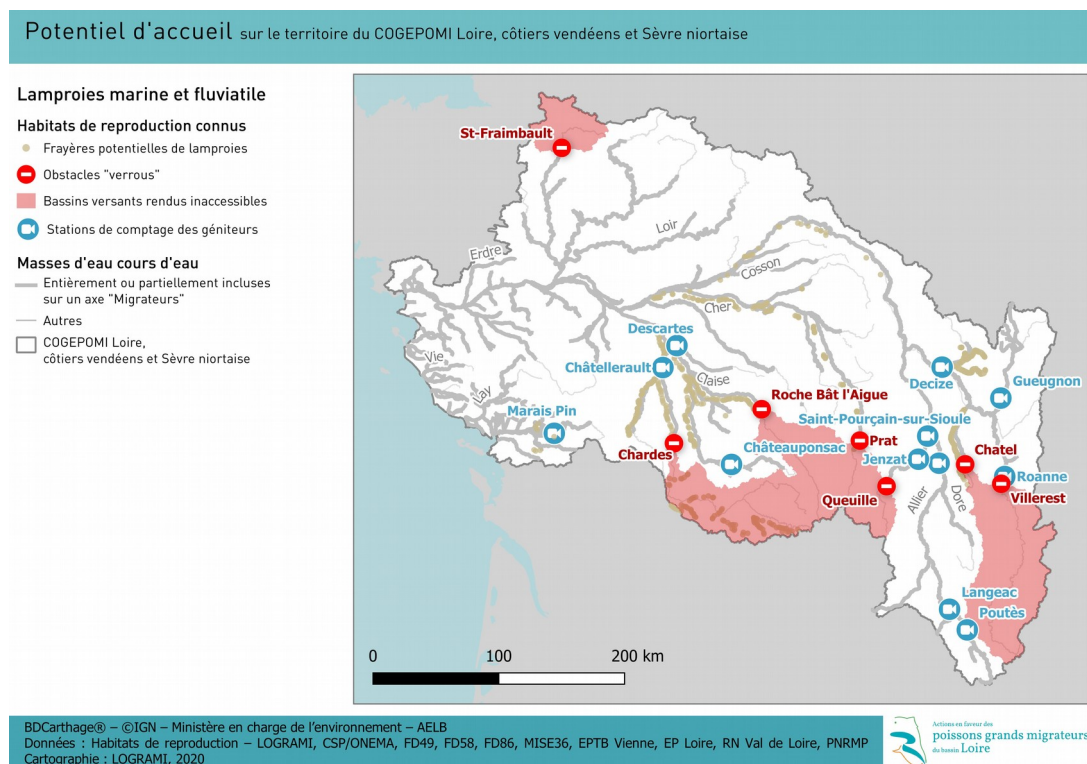 Potentiel d'accueil sur le territoire du COGEPOMI Loire, côtiers vendéens et Sèvre niortaise
Lamproies marine et fluviatile
Habitats de reproduction connus
Frayères potentielles de lamproies
Obstacles "verrous"
Bassins versants rendus inaccessibles
Stations de comptage des géniteurs
Masses d'eau cours d'eau
Entièrement ou partiellement incluses
sur un axe "Migrateurs"
Autres
COGEPOMI Loire,
côtiers vendéens et Sèvre niortaise
St-Fraimbault
Loir
Erdre
Cosson
Cher
Descartes
Châtellerault
Claise
Vie
Lay
Marais Pin
Decize
Gueugnon
Roche Bât l'Aigue
Saint-Pourçain-sur-Sioule
Chardes
Châteauponsac
Prat
Jenzat
Chatel
Roanne
Villerest
Queuille
Allier
Dore
Langeac
Poutès
0 100 200 km
BDCarthage® – ©IGN – Ministère en charge de l'environnement – AELB
Données : Habitats de reproduction – LOGRAMI, CSP/ONEMA, FD49, FD58, FD86, MISE36, EPTB Vienne, EP Loire, RN Val de Loire, PNRMP
Cartographie : LOGRAMI, 2020
Actions en faveur des
poissons grands migrateurs
du bassin Loire